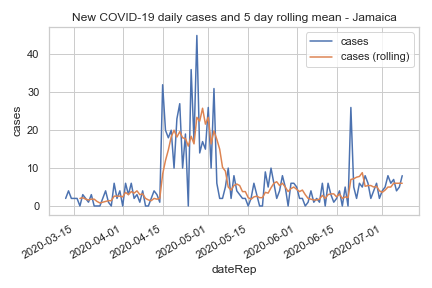 New COVID-19 daily cases and 5 day rolling mean - Jamaica
cases
cases (rolling)
cases
40
30
20
10
0
2020-03-15
2020-04-01
2020-04-15
2020-05-01
2020-05-15
2020-06-01
2020-06-15
2020-07-01
dateRep